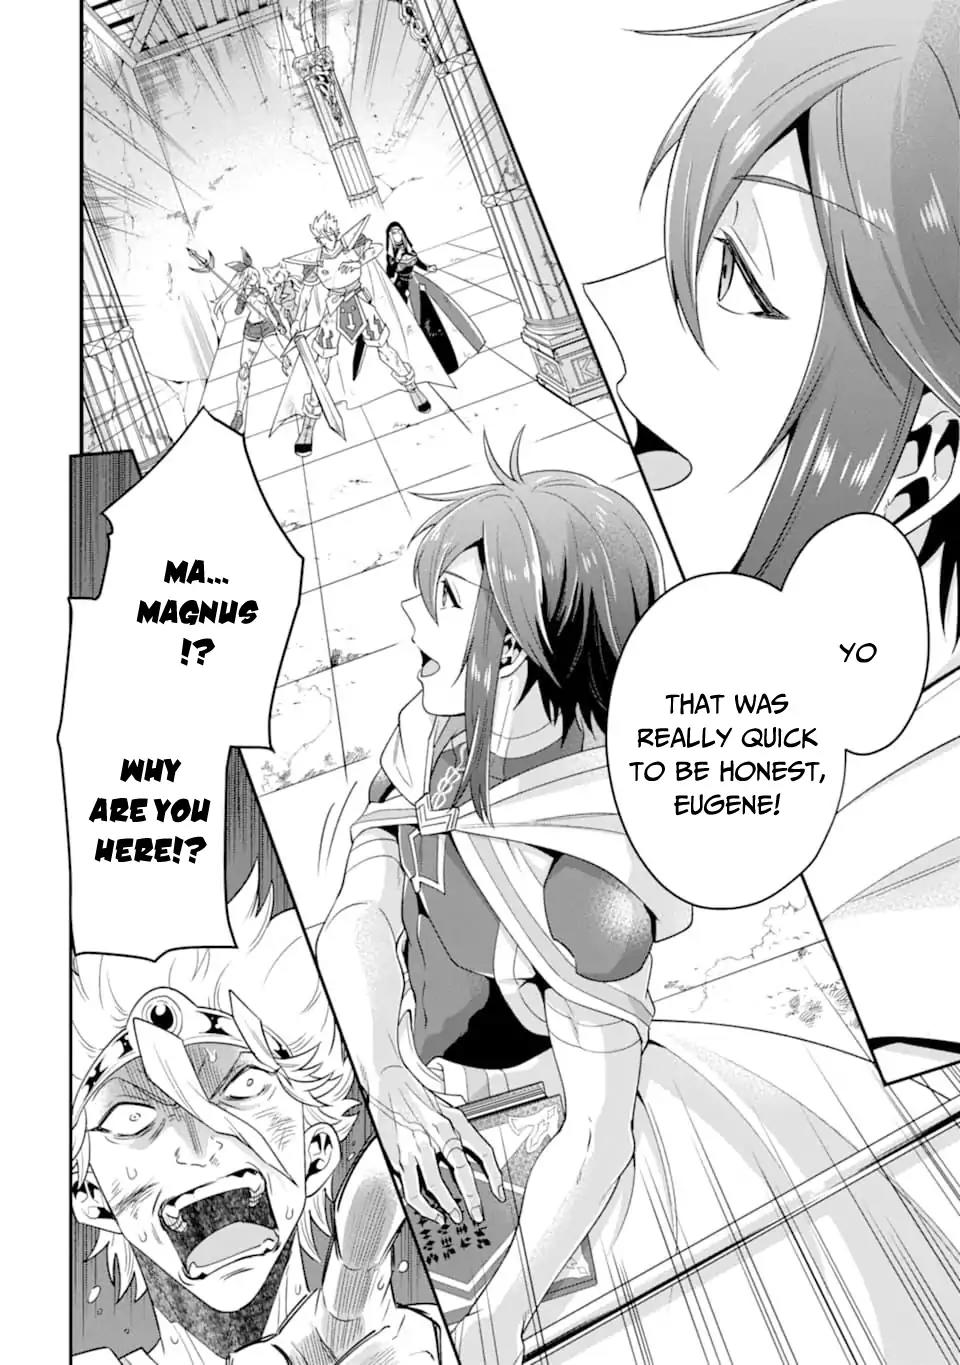 YO
THAT WAS
REALLY QUICK
TO BE HONEST,
EUGENE!
MA...
MAGNUS
!?
WHY
ARE YOU
HERE!?